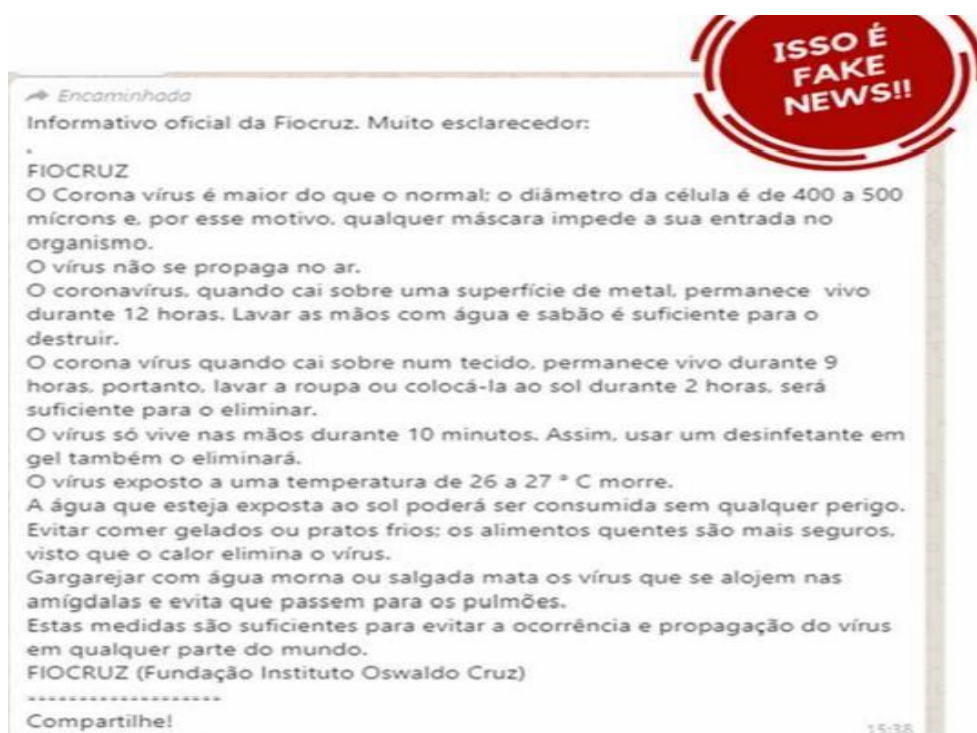 ISSO É
FAKE
NEWS!!
Encaminhada
Informativo oficial da Fiocruz. Muito esclarecedor:
.
FIOCRUZ
O Corona vírus é maior do que o normal; o diâmetro da célula é de 400 a 500
mícrons e, por esse motivo, qualquer máscara impede a sua entrada no
organismo.
O vírus não se propaga no ar.
O coronavírus, quando cai sobre uma superfície de metal, permanece vivo
durante 12 horas. Lavar as mãos com água e sabão é suficiente para o
destruir.
O corona vírus quando cai sobre num tecido, permanece vivo durante 9
horas, portanto, lavar a roupa ou colocá-la ao sol durante 2 horas, será
suficiente para o eliminar.
O vírus só vive nas mãos durante 10 minutos. Assim, usar um desinfetante em
gel também o eliminará.
O vírus exposto a uma temperatura de 26 a 27 ° C morre.
A água que esteja exposta ao sol poderá ser consumida sem qualquer perigo.
Evitar comer gelados ou pratos frios; os alimentos quentes são mais seguros,
visto que o calor elimina o vírus.
Gargarejar com água morna ou salgada mata os vírus que se alojem nas
amígdalas e evita que passem para os pulmões.
Estas medidas são suficientes para evitar a ocorrência e propagação do vírus
em qualquer parte do mundo.
FIOCRUZ (Fundação Instituto Oswaldo Cruz)
--------------------
Compartilhe!
15:38